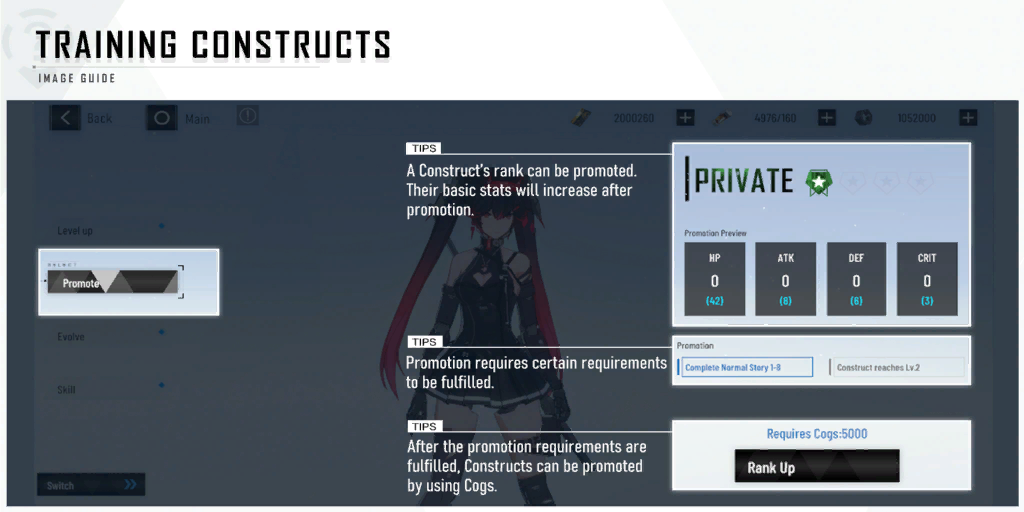 TRAINING CONSTRUCTS
IMAGE GUIDE
Back
Main
2000260
4976/160
1052000
TIPS
A Construct's rank can be promoted.
Their basic stats will increase after
promotion.
PRIVATE
Promotion Preview
HP
ATK
DEF
CRIT
0
0
0
0
(42)
(8)
(6)
(3)
Level up
Promote
Evolve
Skill
TIPS
Promotion requires certain requirements
to be fulfilled.
Promotion
Complete Normal Story 1-8
Construct reaches Lv.2
TIPS
After the promotion requirements are
fulfilled, Constructs can be promoted
by using Cogs.
Requires Cogs:5000
Rank Up
Switch